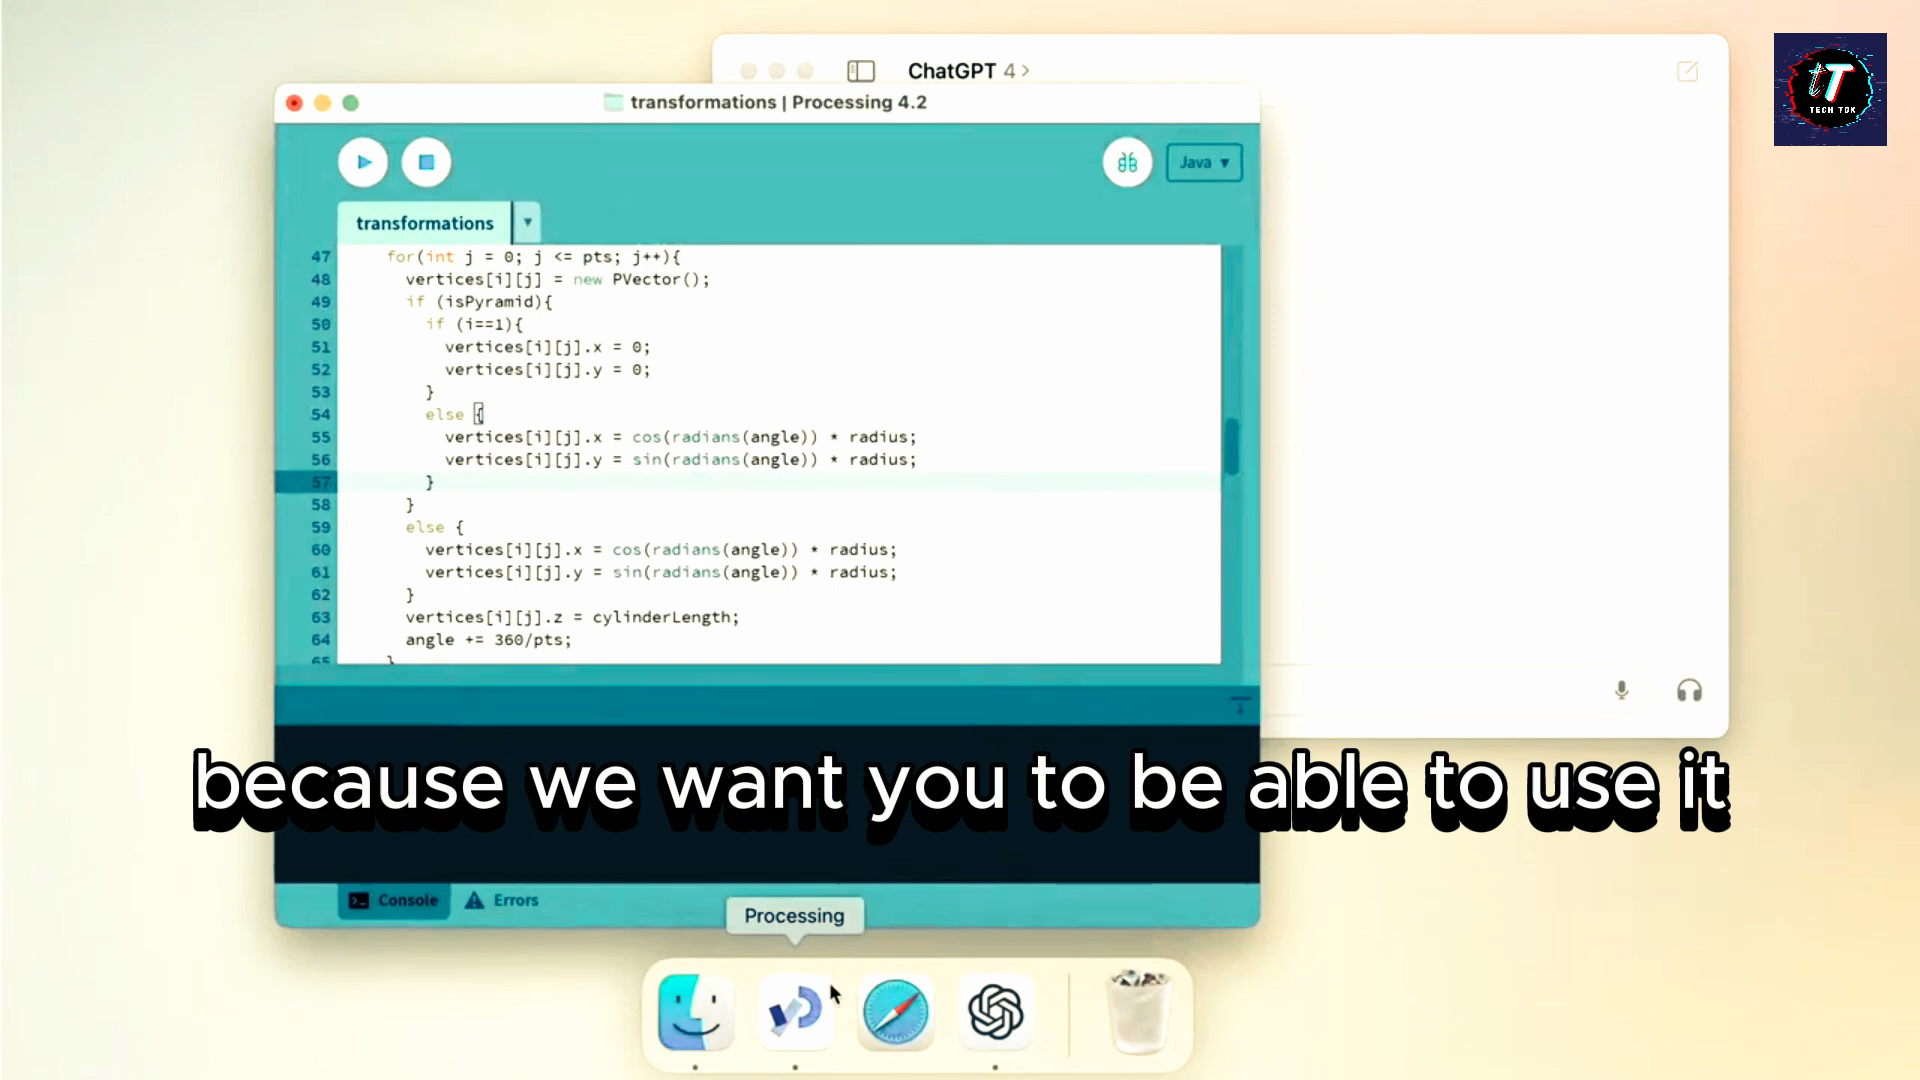 ChatGPT 4 >
tT
TECH TOK
transformations | Processing 4.2
Java ▼
transformations ▼
47 for(int j = 0; j <= pts; j++){
48 vertices[i][j] = new PVector();
49 if (isPyramid){
50 if (i==1){
51 vertices[i][j].x = 0;
52 vertices[i][j].y = 0;
53 }
54 else {
55 vertices[i][j].x = cos(radians(angle)) * radius;
56 vertices[i][j].y = sin(radians(angle)) * radius;
57 }
58 }
59 else {
60 vertices[i][j].x = cos(radians(angle)) * radius;
61 vertices[i][j].y = sin(radians(angle)) * radius;
62 }
63 vertices[i][j].z = cylinderLength;
64 angle += 360/pts;
65 }
because we want you to be able to use it
Console Errors
Processing